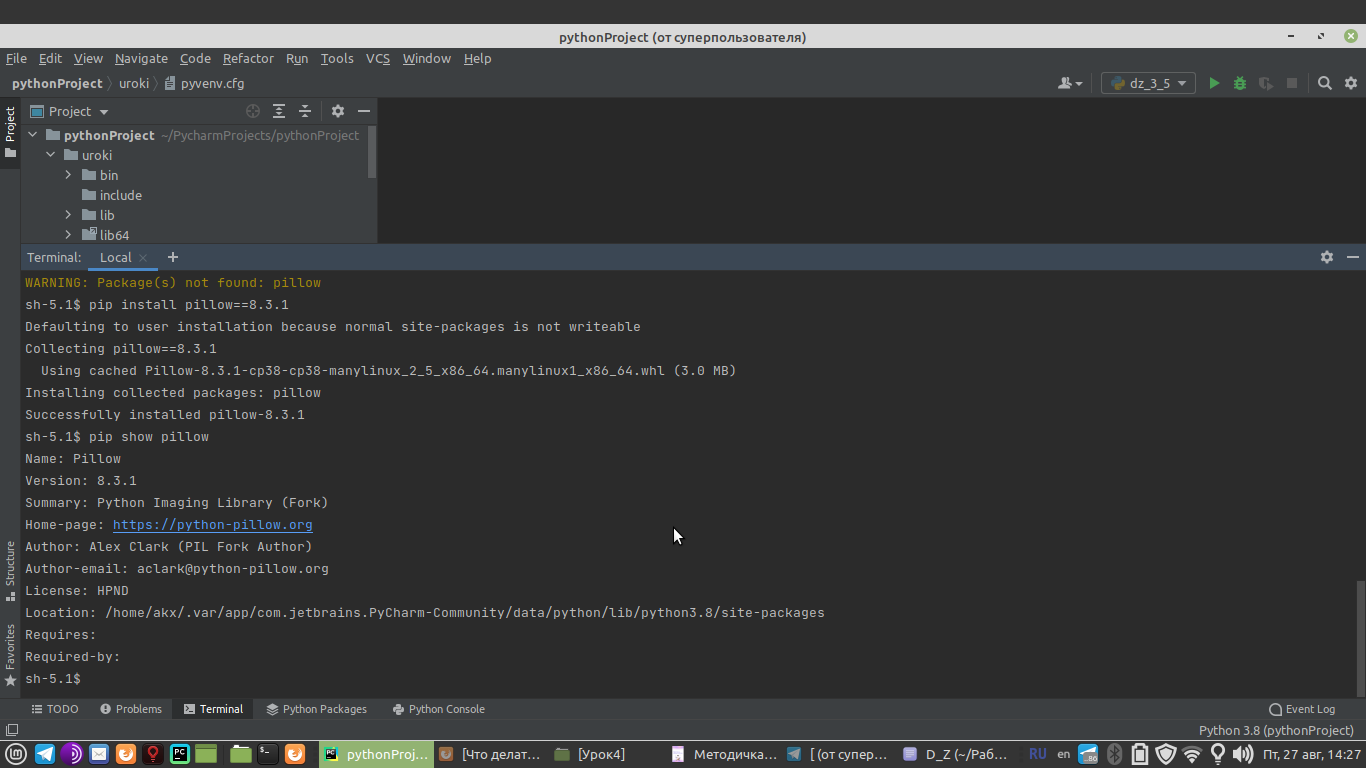 pythonProject (от суперпользователя)
File Edit View Navigate Code Refactor Run Tools VCS Window Help
pythonProject uroki pyvenv.cfg dz_3_5
Project
Project
pythonProject ~/PycharmProjects/pythonProject
uroki
bin
include
lib
lib64
Terminal: Local
WARNING: Package(s) not found: pillow
sh-5.1$ pip install pillow==8.3.1
Defaulting to user installation because normal site-packages is not writeable
Collecting pillow==8.3.1
Using cached Pillow-8.3.1-cp38-cp38-manylinux_2_5_x86_64.manylinux1_x86_64.whl (3.0 MB)
Installing collected packages: pillow
Successfully installed pillow-8.3.1
sh-5.1$ pip show pillow
Name: Pillow
Version: 8.3.1
Summary: Python Imaging Library (Fork)
Home-page: https://python-pillow.org
Author: Alex Clark (PIL Fork Author)
Author-email: aclark@python-pillow.org
License: HPND
Location: /home/akx/.var/app/com.jetbrains.PyCharm-Community/data/python/lib/python3.8/site-packages
Requires:
Required-by:
sh-5.1$
Structure
Favorites
TODO Problems Terminal Python Packages Python Console Event Log
Python 3.8 (pythonProject)
pythonProj... [Что делат... [Урок4] Методичка... [ (от супер... D_Z (~/Раб... RU en 86 Пт, 27 авг, 14:27